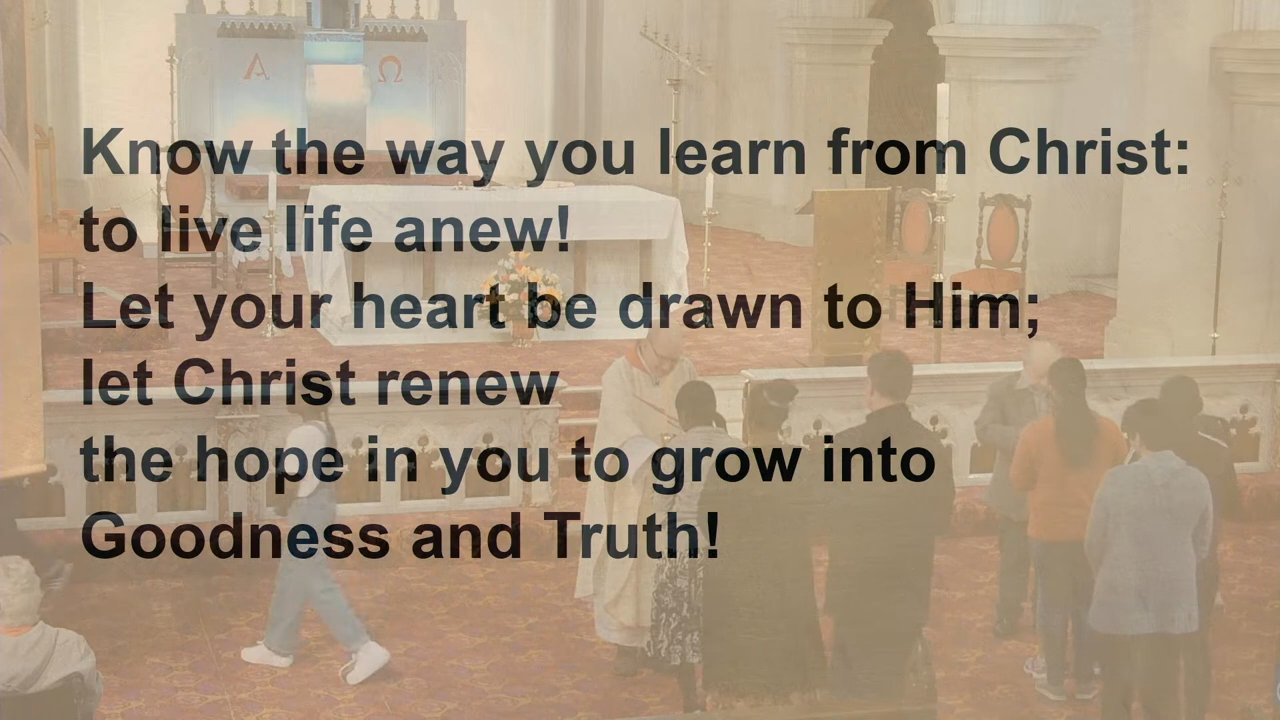 Α Ω
Know the way you learn from Christ:
to live life anew!
Let your heart be drawn to Him;
let Christ renew
the hope in you to grow into
Goodness and Truth!